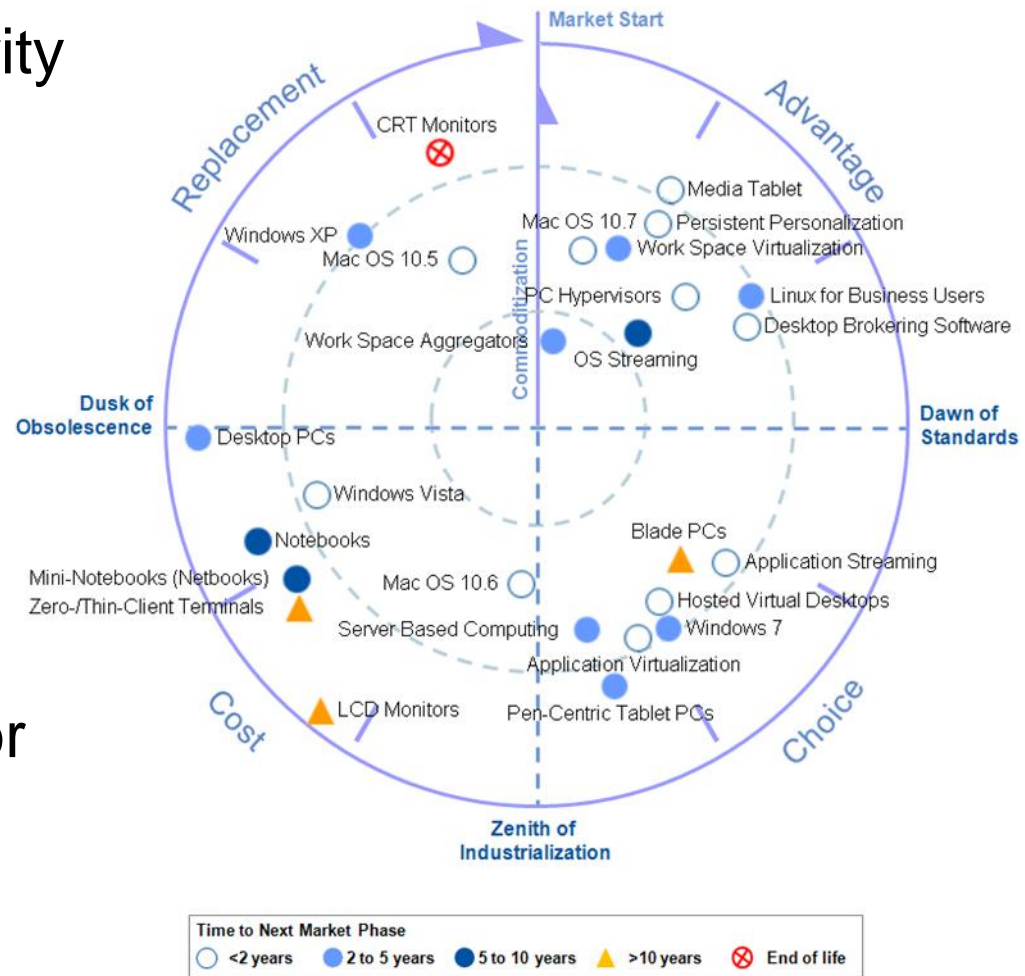 ity
Market Start
Replacement
Advantage
CRT Monitors
Media Tablet
Mac OS 10.7
Persistent Personalization
Windows XP
Work Space Virtualization
Mac OS 10.5
Commoditization
PC Hypervisors
Linux for Business Users
Desktop Brokering Software
Work Space Aggregators
OS Streaming
Dusk of
Obsolescence
Dawn of
Standards
Desktop PCs
Windows Vista
Blade PCs
Notebooks
Application Streaming
Mini-Notebooks (Netbooks)
Mac OS 10.6
Zero-/Thin-Client Terminals
Hosted Virtual Desktops
Server Based Computing
Windows 7
Application Virtualization
Cost
LCD Monitors
Pen-Centric Tablet PCs
Choice
or
Zenith of
Industrialization
Time to Next Market Phase
<2 years
2 to 5 years
5 to 10 years
>10 years
End of life